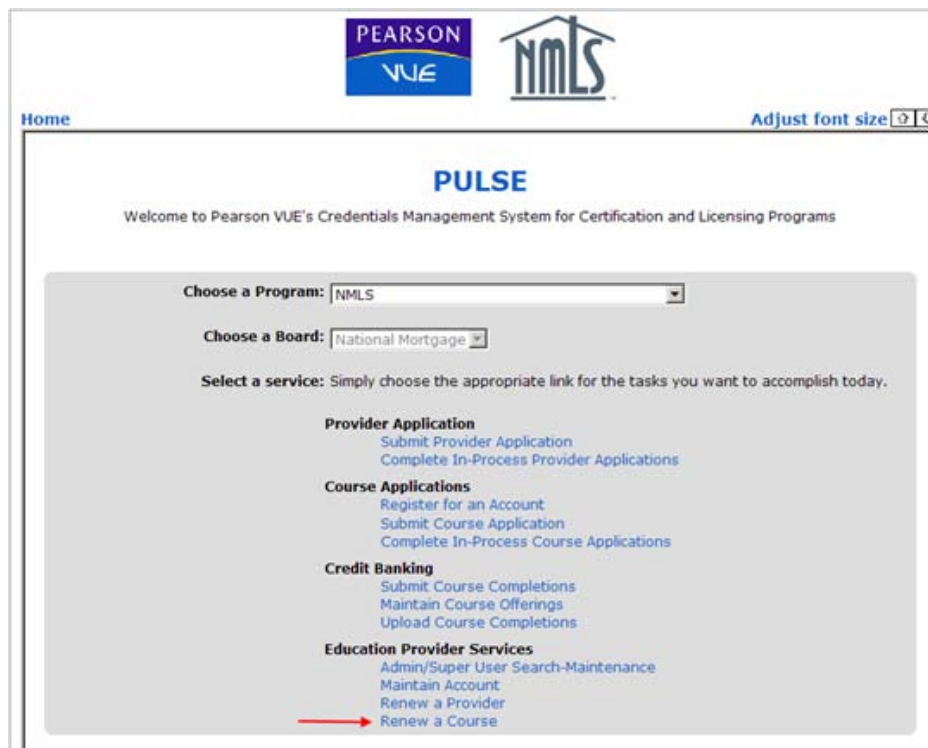 PEARSON
VUE
NMLS
Home
Adjust font size
PULSE
Welcome to Pearson VUE's Credentials Management System for Certification and Licensing Programs
Choose a Program: NMLS
Choose a Board: National Mortgage
Select a service: Simply choose the appropriate link for the tasks you want to accomplish today.
Provider Application
Submit Provider Application
Complete In-Process Provider Applications
Course Applications
Register for an Account
Submit Course Application
Complete In-Process Course Applications
Credit Banking
Submit Course Completions
Maintain Course Offerings
Upload Course Completions
Education Provider Services
Admin/Super User Search-Maintenance
Maintain Account
Renew a Provider
Renew a Course